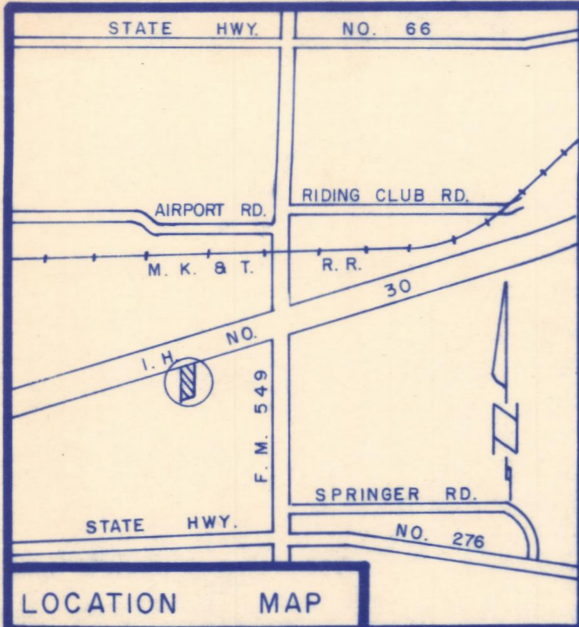 STATE HWY. NO. 66
AIRPORT RD.
RIDING CLUB RD.
M. K. & T. R. R.
I. H. NO. 30
F. M. 549
SPRINGER RD.
STATE HWY. NO. 276
N
LOCATION MAP